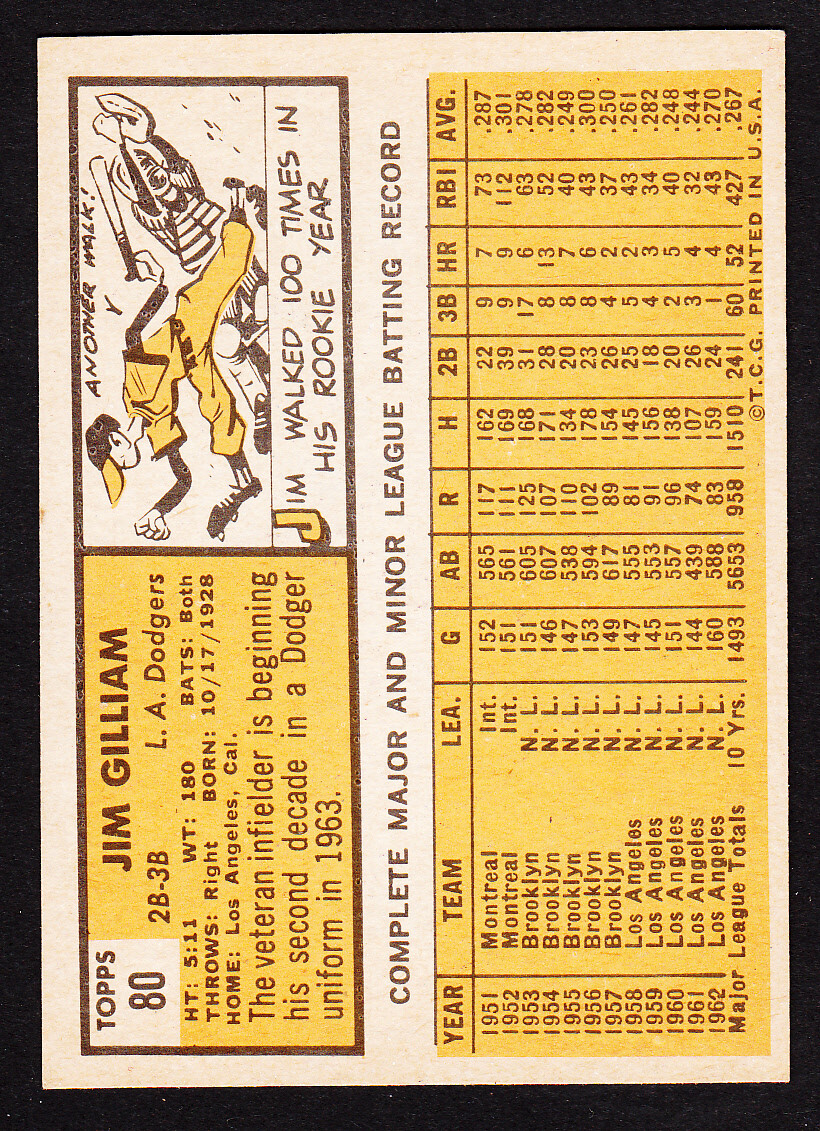 TOPPS
80
JIM GILLIAM
2B-3B L. A. Dodgers
HT: 5:11 WT: 180 BATS: Both
THROWS: Right BORN: 10/17/1928
HOME: Los Angeles, Cal.
The veteran infielder is beginning
his second decade in a Dodger
uniform in 1963.
ANOTHER WALK!
JIM WALKED 100 TIMES IN
HIS ROOKIE YEAR
COMPLETE MAJOR AND MINOR LEAGUE BATTING RECORD
YEAR TEAM LEA. G AB R H 2B 3B HR RBI AVG.
1951 Montreal Int. 152 565 117 162 22 9 7 73 .287
1952 Montreal Int. 151 561 111 169 39 9 9 112 .301
1953 Brooklyn N. L. 151 605 125 168 31 17 6 63 .278
1954 Brooklyn N. L. 146 607 107 171 28 8 13 52 .282
1955 Brooklyn N. L. 147 538 110 134 20 8 7 40 .249
1956 Brooklyn N. L. 153 594 102 178 23 8 6 43 .300
1957 Brooklyn N. L. 149 617 89 154 26 4 2 37 .250
1958 Los Angeles N. L. 147 555 81 145 25 5 2 43 .261
1959 Los Angeles N. L. 145 553 91 156 18 4 3 34 .282
1960 Los Angeles N. L. 151 557 96 138 20 2 5 40 .248
1961 Los Angeles N. L. 144 439 74 107 26 3 4 32 .244
1962 Los Angeles N. L. 160 588 83 159 24 1 4 43 .270
Major League Totals 10 Yrs. 1493 5653 958 1510 241 60 52 427 .267
©T.C.G. PRINTED IN U.S.A.